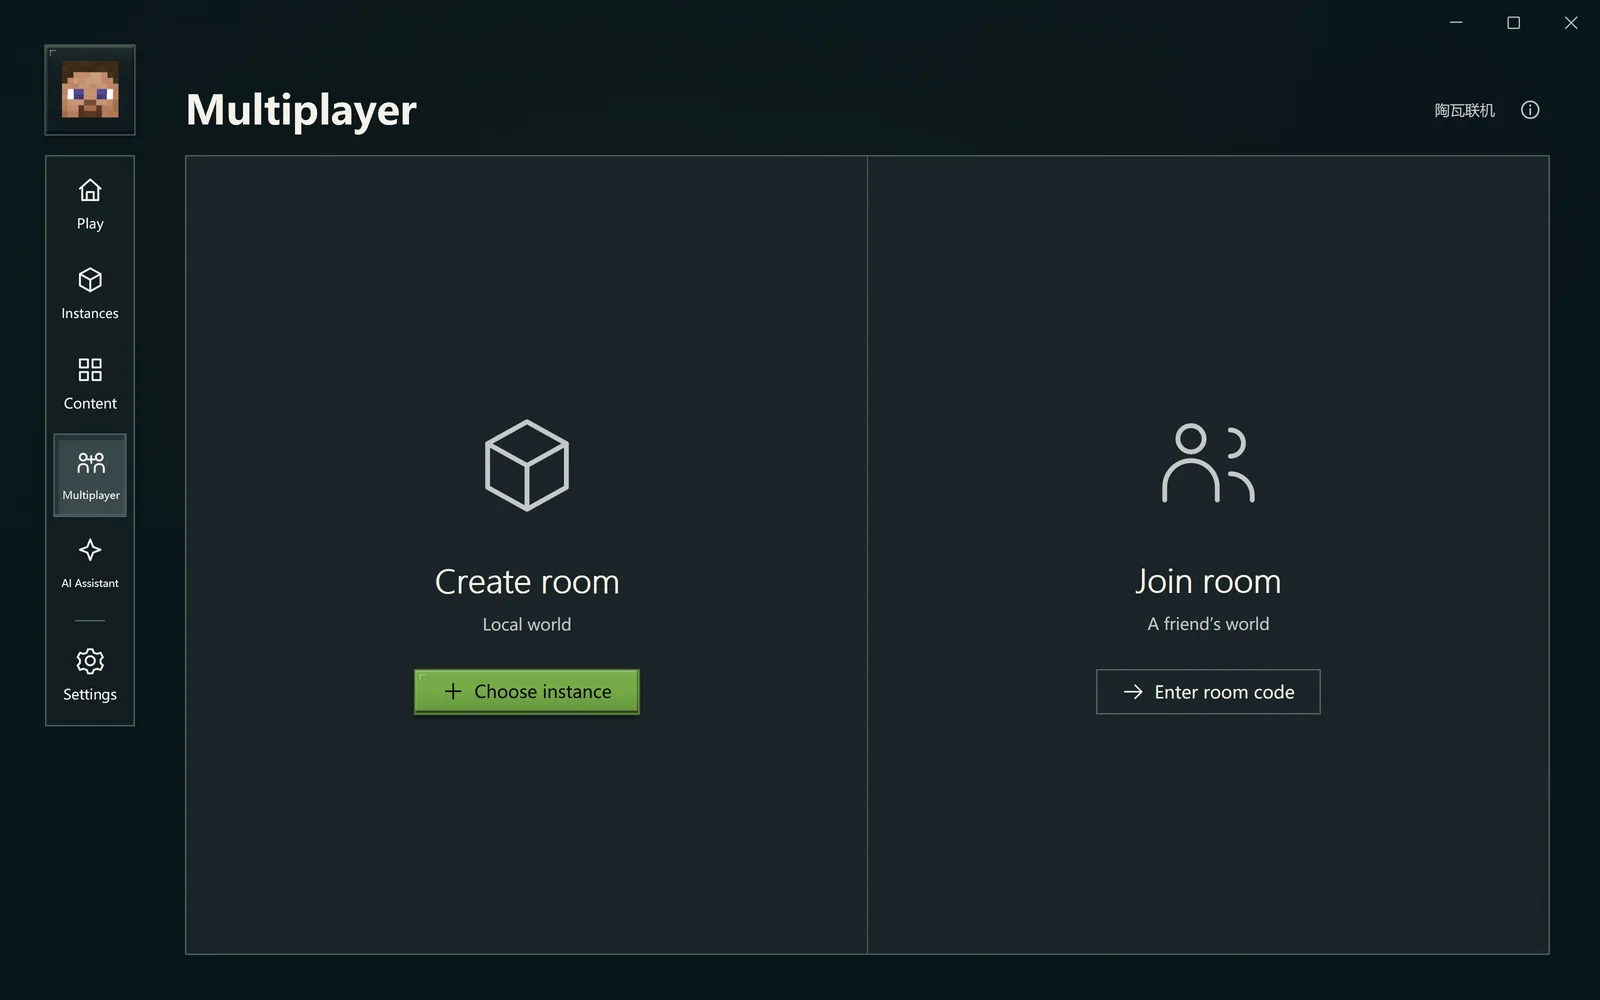 Multiplayer
陶瓦联机
Play
Instances
Content
Multiplayer
AI Assistant
Settings
Create room
Local world
Choose instance
Join room
A friend's world
Enter room code